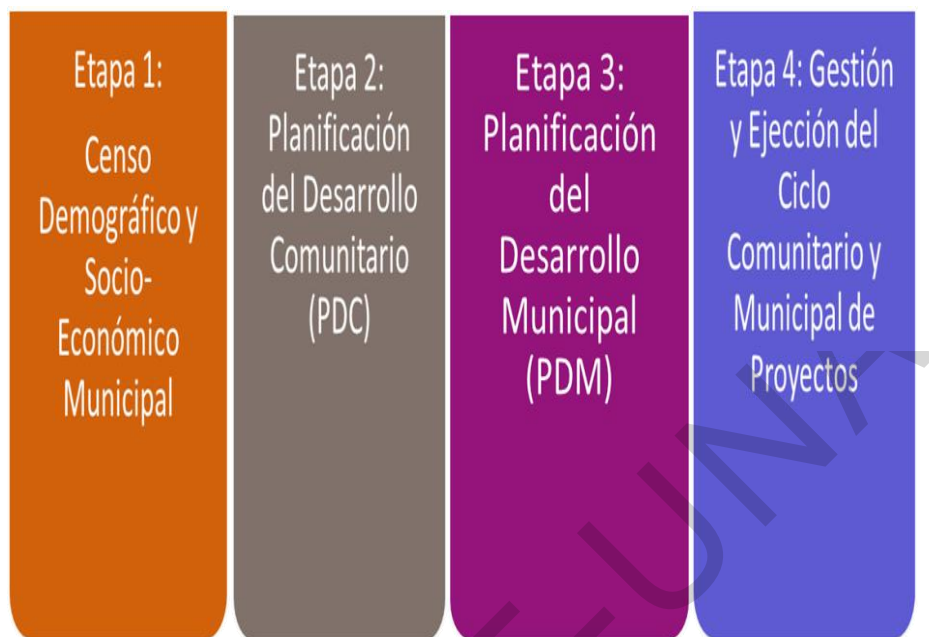 Etapa 1:
Censo
Demográfico y
Socio-
Económico
Municipal
Etapa 2:
Planificación
del Desarrollo
Comunitario
(PDC)
Etapa 3:
Planificación
del
Desarrollo
Municipal
(PDM)
Etapa 4: Gestión
y Ejección del
Ciclo
Comunitario y
Municipal de
Proyectos